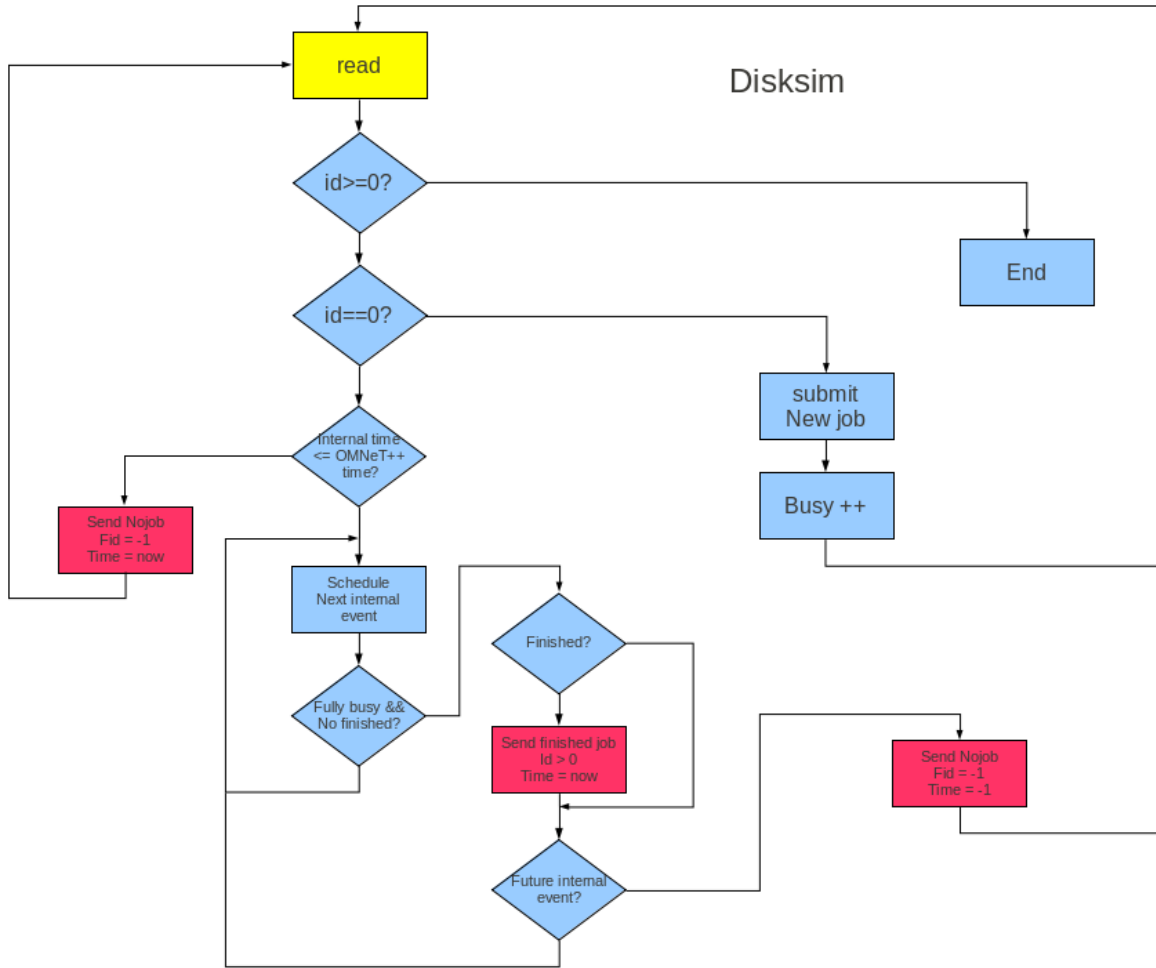 read
Disksim
id>=0?
End
id==0?
submit
New job
Internal time
<= OMNeT++
time?
Busy ++
Send Nojob
Fid = -1
Time = now
Schedule
Next internal
event
Finished?
Fully busy &&
No finished?
Send finished job
Id > 0
Time = now
Send Nojob
Fid = -1
Time = -1
Future internal
event?